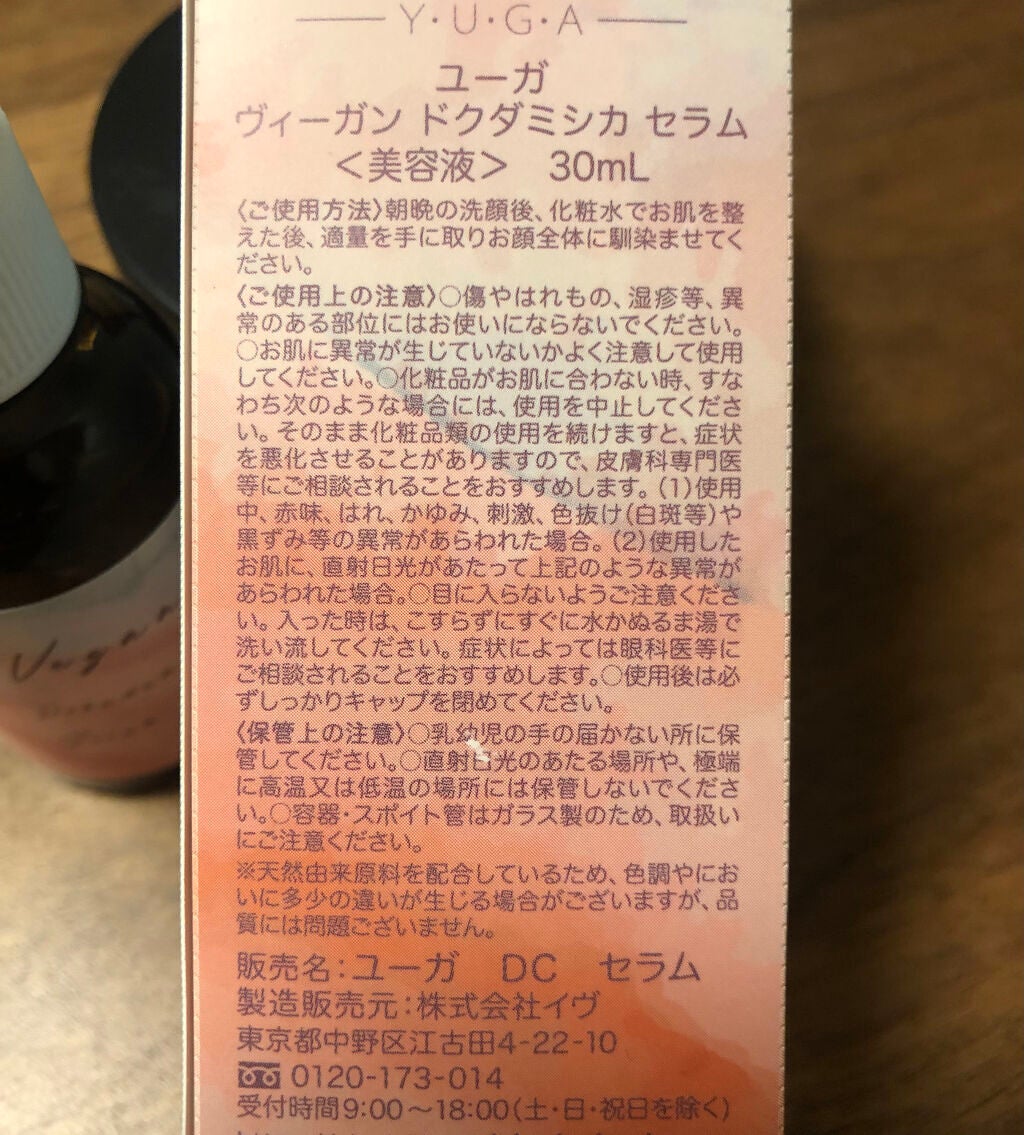 Y・U・G・A
ユーガ
ヴィーガン ドクダミシカ セラム
＜美容液＞ 30mL
〈ご使用方法〉朝晩の洗顔後、化粧水でお肌を整
えた後、適量を手に取りお顔全体に馴染ませてく
ださい。
〈ご使用上の注意〉○傷やはれもの、湿疹等、異
常のある部位にはお使いにならないでください。
○お肌に異常が生じていないかよく注意して使用
してください。○化粧品がお肌に合わない時、すな
わち次のような場合には、使用を中止してくださ
い。そのまま化粧品類の使用を続けますと、症状
を悪化させることがありますので、皮膚科専門医
等にご相談されることをおすすめします。（1）使用
中、赤味、はれ、かゆみ、刺激、色抜け（白斑等）や
黒ずみ等の異常があらわれた場合。（2）使用した
お肌に、直射日光があたって上記のような異常が
あらわれた場合。○目に入らないようご注意くださ
い。入った時は、こすらずにすぐに水かぬるま湯で
洗い流してください。症状によっては眼科医等に
ご相談されることをおすすめします。○使用後は必
ずしっかりキャップを閉めてください。
〈保管上の注意〉○乳幼児の手の届かない所に保
管してください。○直射日光のあたる場所や、極端
に高温又は低温の場所には保管しないでくださ
い。○容器・スポイト管はガラス製のため、取扱い
にご注意ください。
※天然由来原料を配合しているため、色調やにお
いに多少の違いが生じる場合がございますが、品
質には問題ございません。
販売名：ユーガ DC セラム
製造販売元：株式会社イヴ
東京都中野区江古田4-22-10
0120-173-014
受付時間9:00～18:00（土・日・祝日を除く）